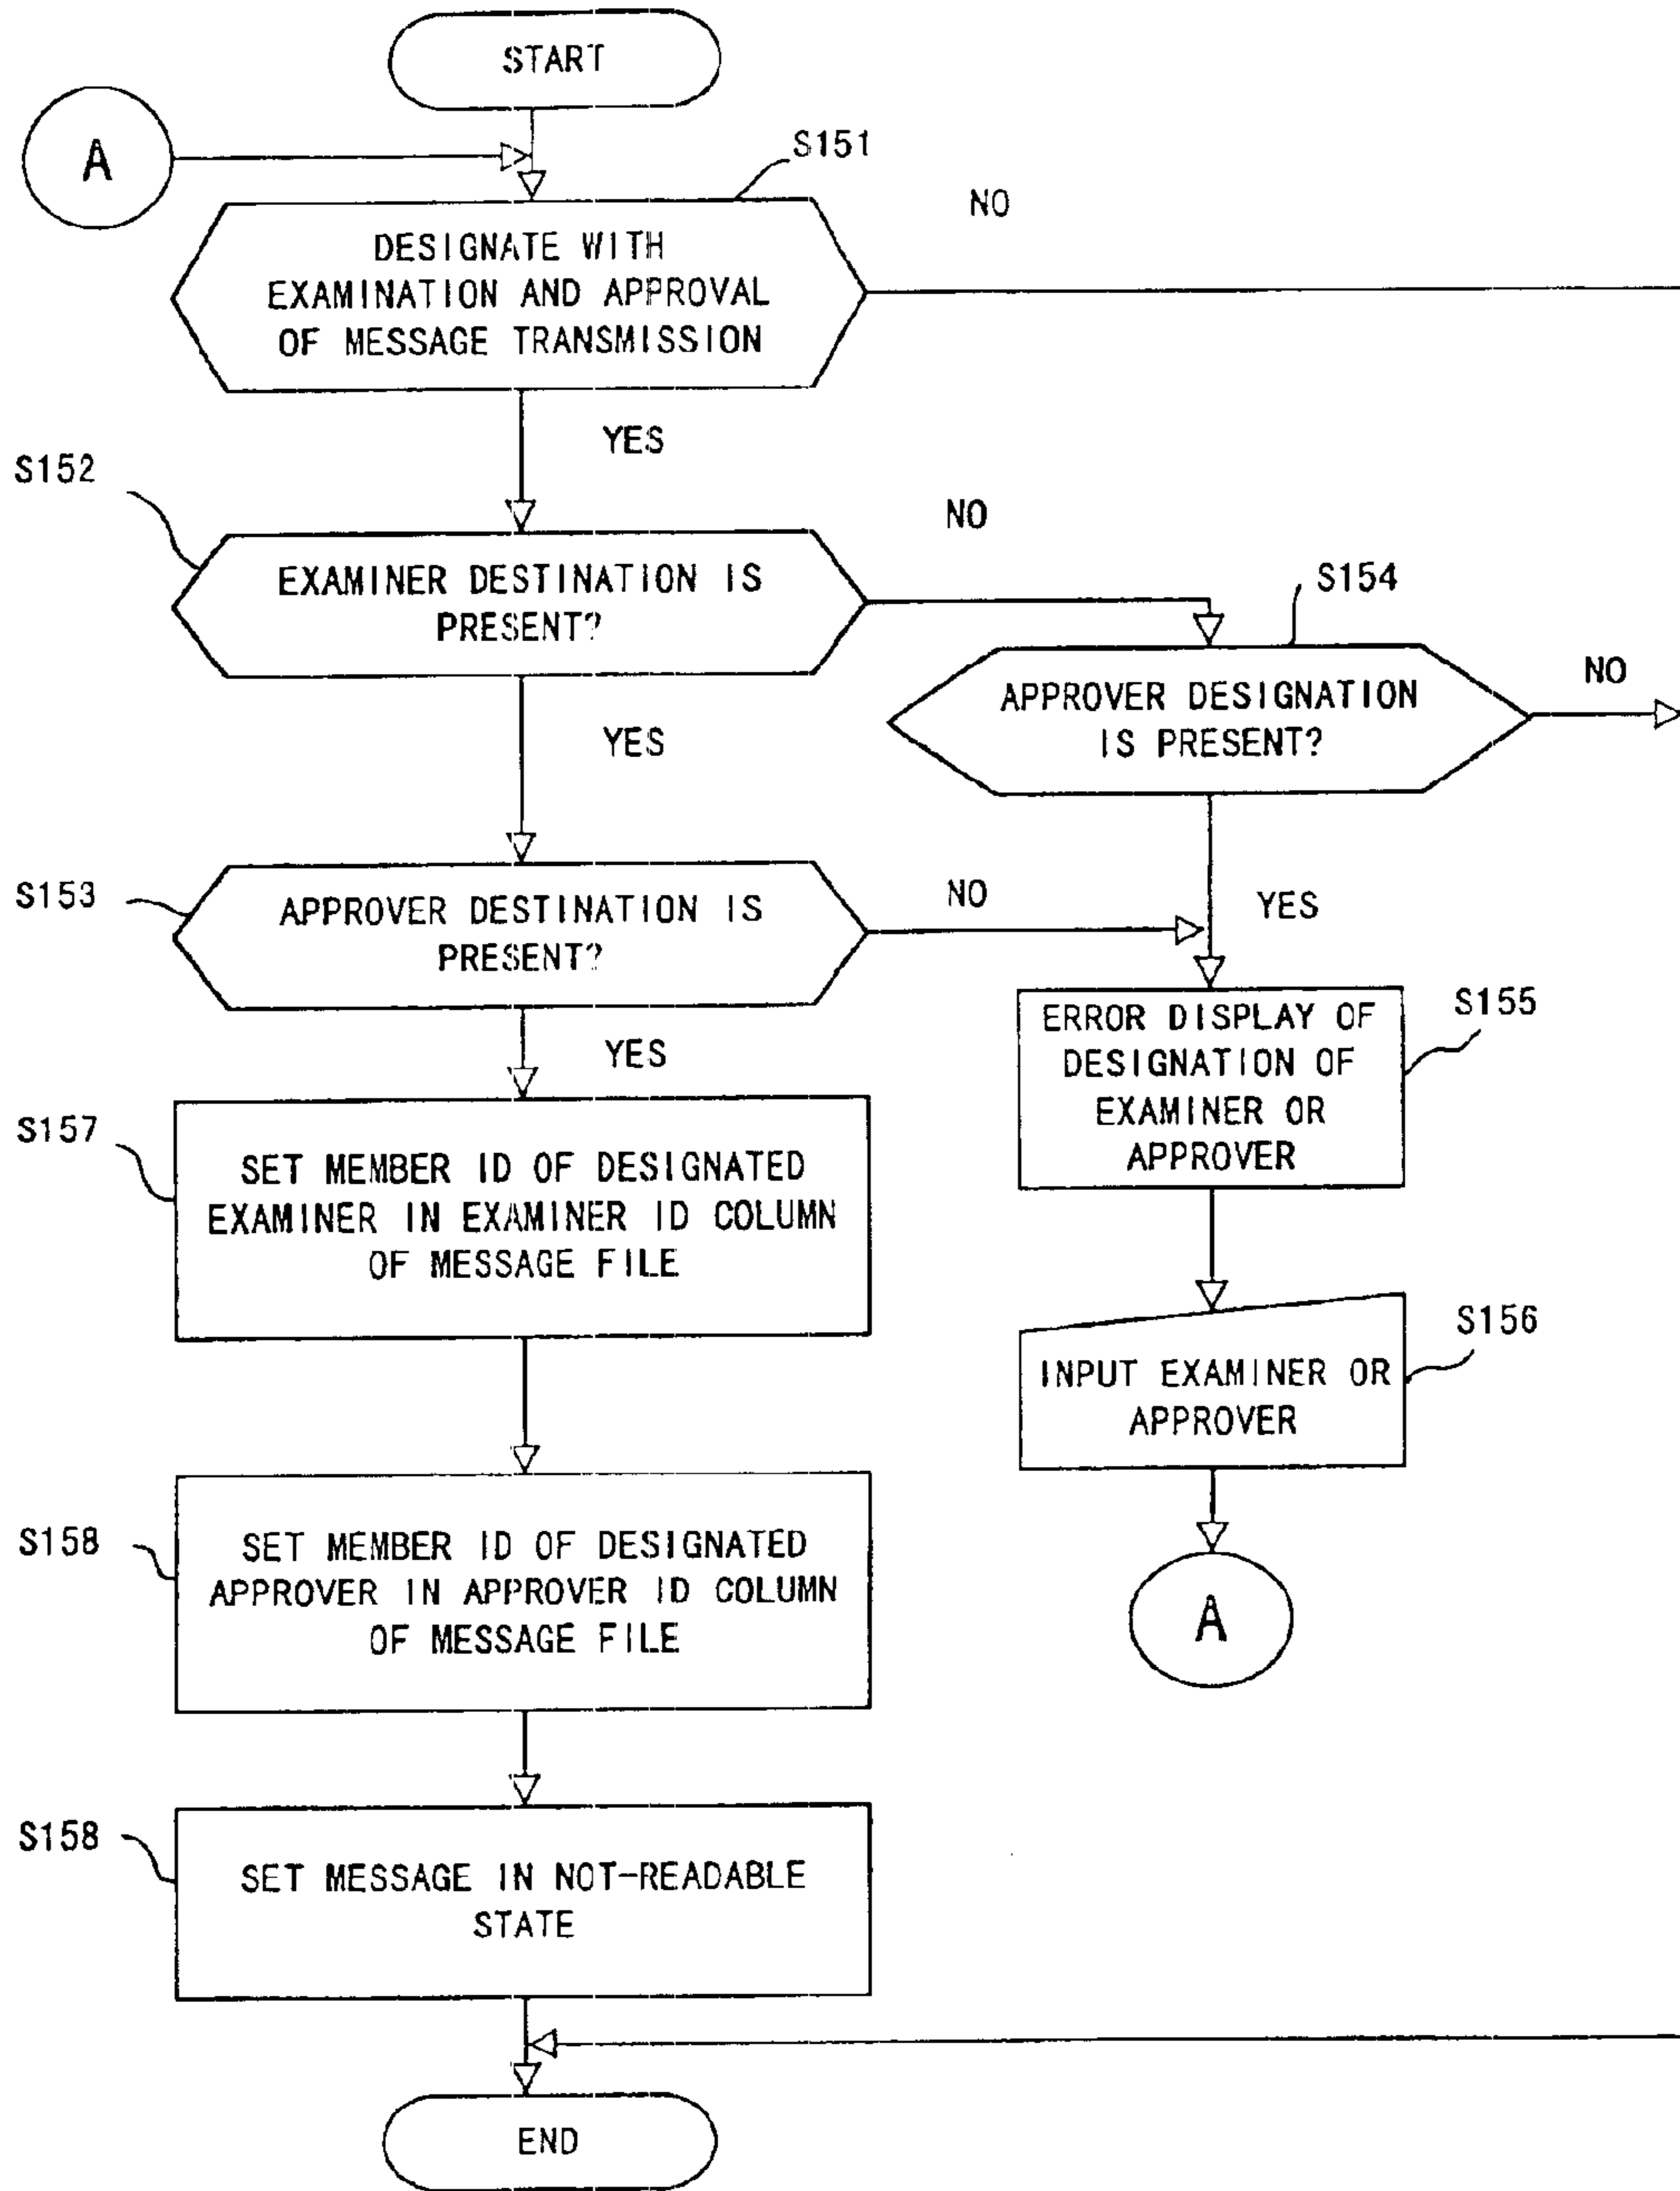 START
A
S151
NO
DESIGNATE WITH
EXAMINATION AND APPROVAL
OF MESSAGE TRANSMISSION
YES
S152
NO
EXAMINER DESTINATION IS
PRESENT?
S154
APPROVER DESIGNATION
IS PRESENT?
NO
YES
S153
APPROVER DESTINATION IS
PRESENT?
NO
YES
YES
ERROR DISPLAY OF
DESIGNATION OF
EXAMINER OR
APPROVER
S155
S157
SET MEMBER ID OF DESIGNATED
EXAMINER IN EXAMINER ID COLUMN
OF MESSAGE FILE
INPUT EXAMINER OR
APPROVER
S156
S158
SET MEMBER ID OF DESIGNATED
APPROVER IN APPROVER ID COLUMN
OF MESSAGE FILE
A
S158
SET MESSAGE IN NOT-READABLE
STATE
END